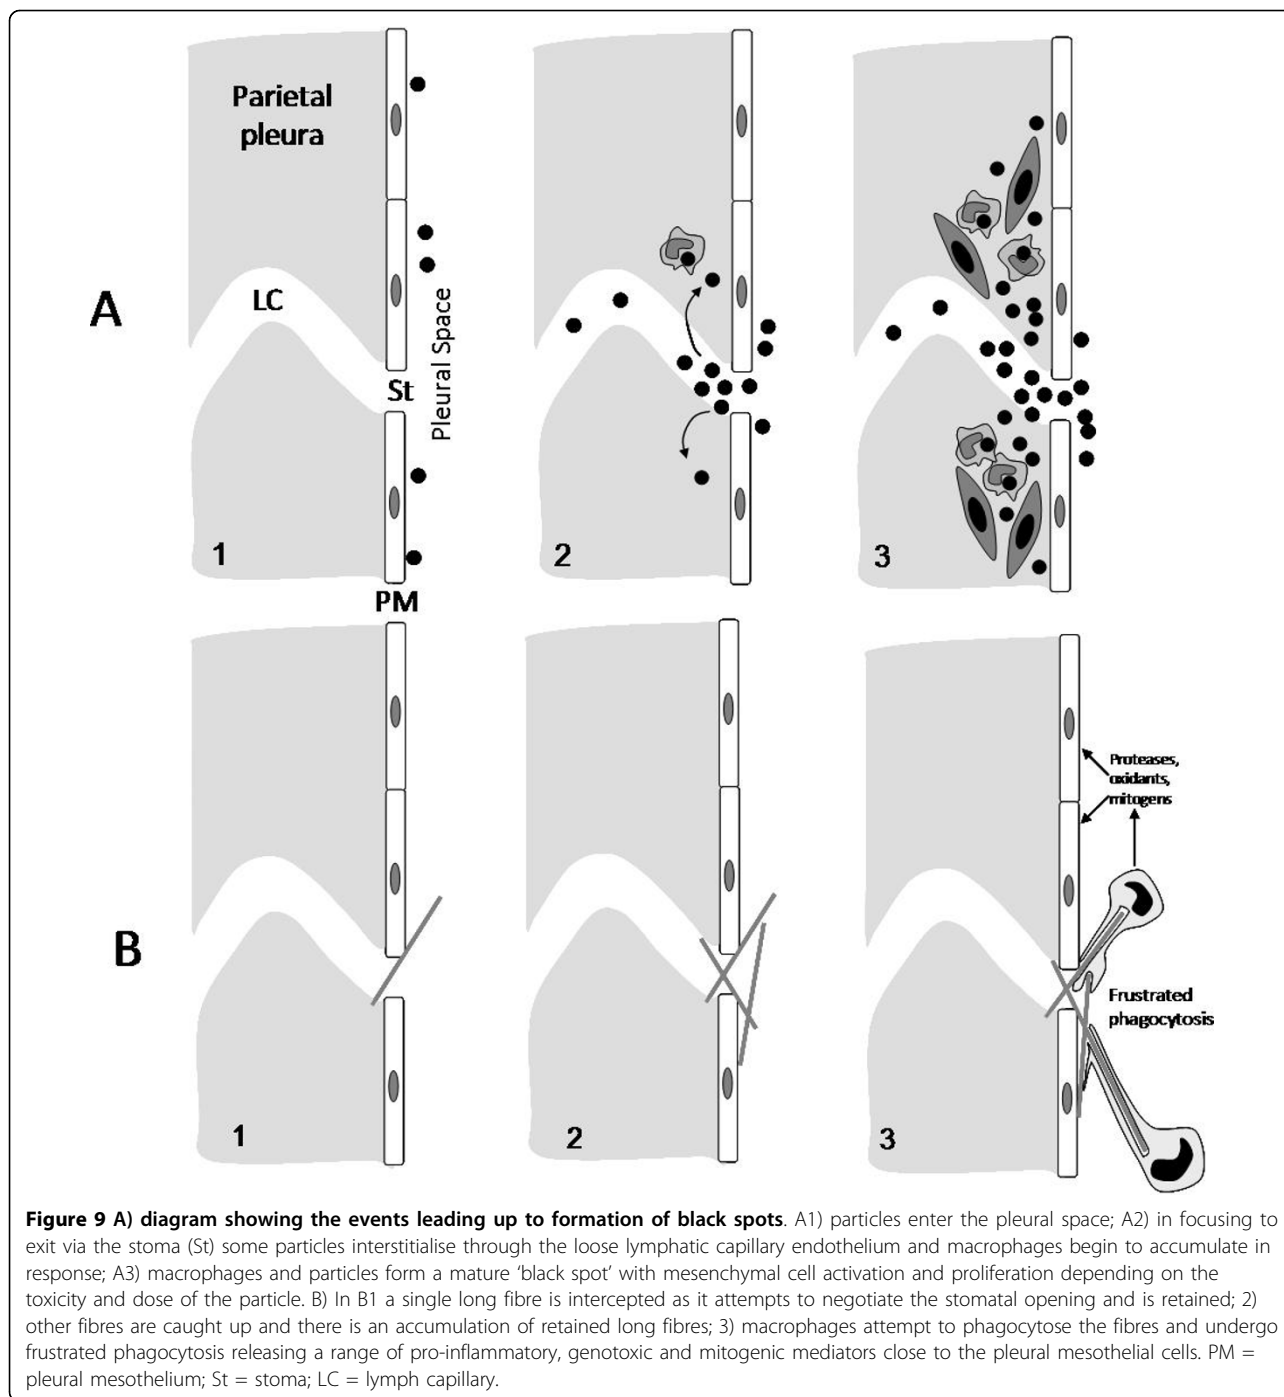 Parietal
pleura
A
LC
St
Pleural Space
1
2
3
PM
B
Proteases,
oxidants,
mitogens
Frustrated
phagocytosis
1
2
3
Figure 9 A) diagram showing the events leading up to formation of black spots. A1) particles enter the pleural space; A2) in focusing to
exit via the stoma (St) some particles interstitialise through the loose lymphatic capillary endothelium and macrophages begin to accumulate in
response; A3) macrophages and particles form a mature ‘black spot’ with mesenchymal cell activation and proliferation depending on the
toxicity and dose of the particle. B) In B1 a single long fibre is intercepted as it attempts to negotiate the stomatal opening and is retained; 2)
other fibres are caught up and there is an accumulation of retained long fibres; 3) macrophages attempt to phagocytose the fibres and undergo
frustrated phagocytosis releasing a range of pro-inflammatory, genotoxic and mitogenic mediators close to the pleural mesothelial cells. PM =
pleural mesothelium; St = stoma; LC = lymph capillary.